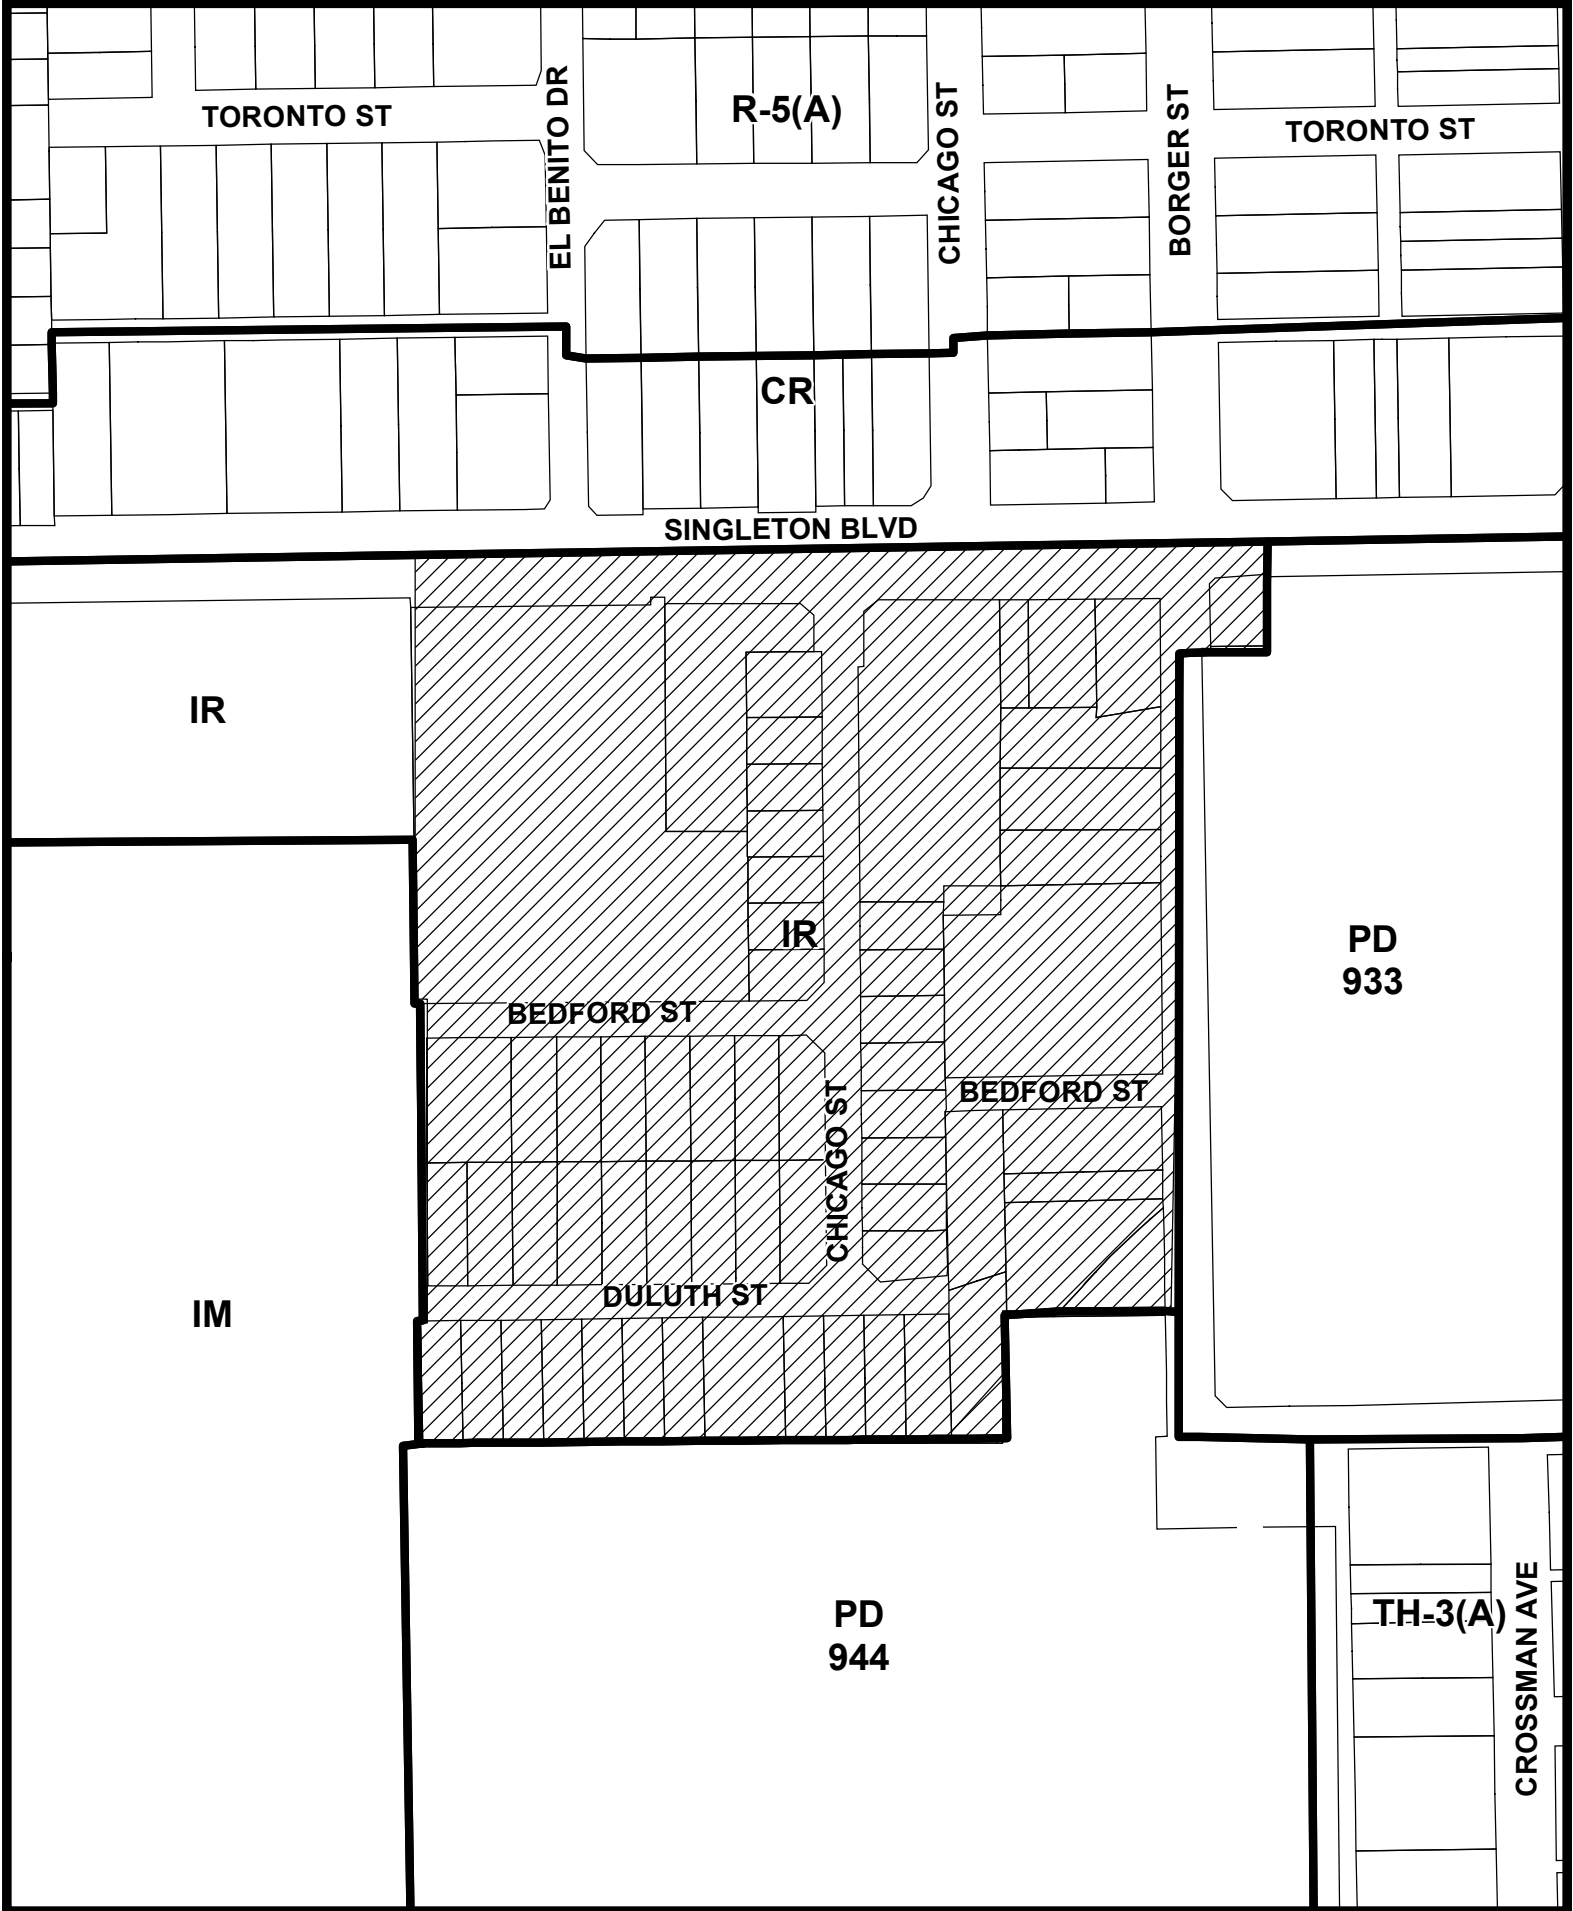 TORONTO ST
EL BENITO DR
R-5(A)
CHICAGO ST
BORGER ST
TORONTO ST
CR
SINGLETON BLVD
IR
IR
PD
933
BEDFORD ST
BEDFORD ST
CHICAGO ST
DULUTH ST
IM
PD
944
TH-3(A)
CROSSMAN AVE